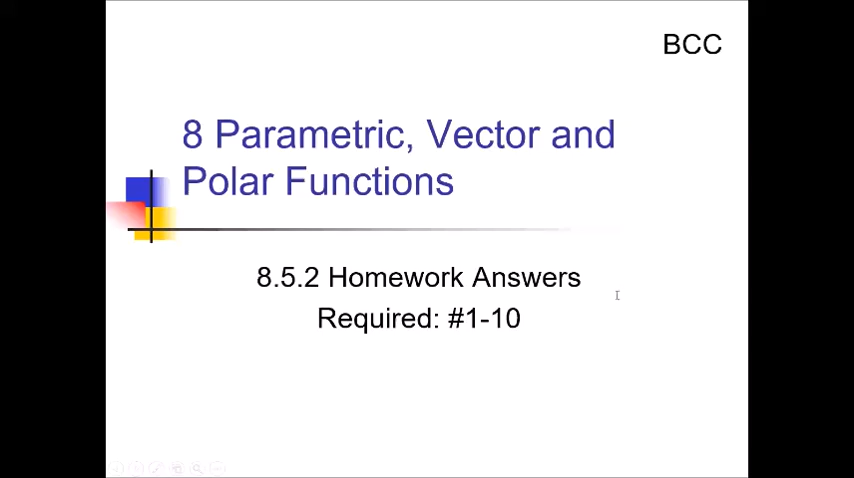 BCC
8 Parametric, Vector and
Polar Functions
8.5.2 Homework Answers
Required: #1-10